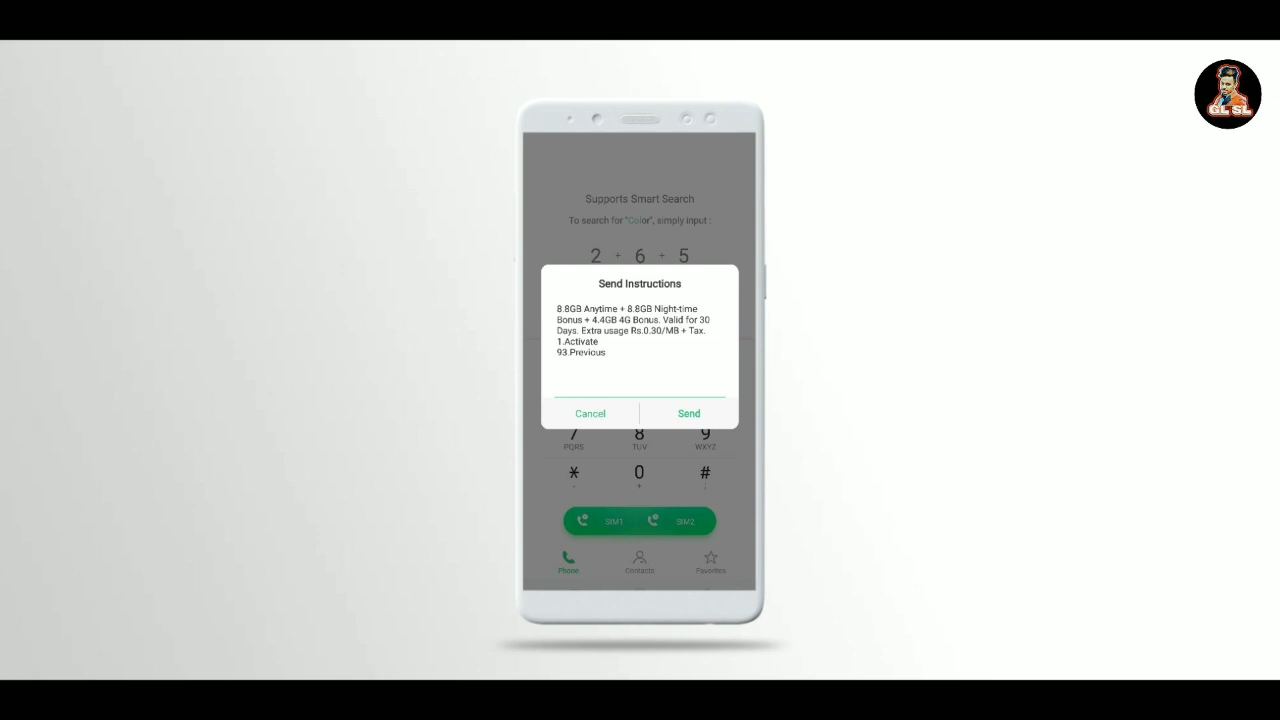 GL SL
Supports Smart Search
To search for "Color", simply input :
2 + 6 + 5
Send Instructions
8.8GB Anytime + 8.8GB Night-time
Bonus + 4.4GB 4G Bonus. Valid for 30
Days. Extra usage Rs.0.30/MB + Tax.
1.Activate
93.Previous
Cancel Send
7 8 9
PQRS TUV WXYZ
* 0 #
+ ;
SIM1 SIM2
Phone Contacts Favorites